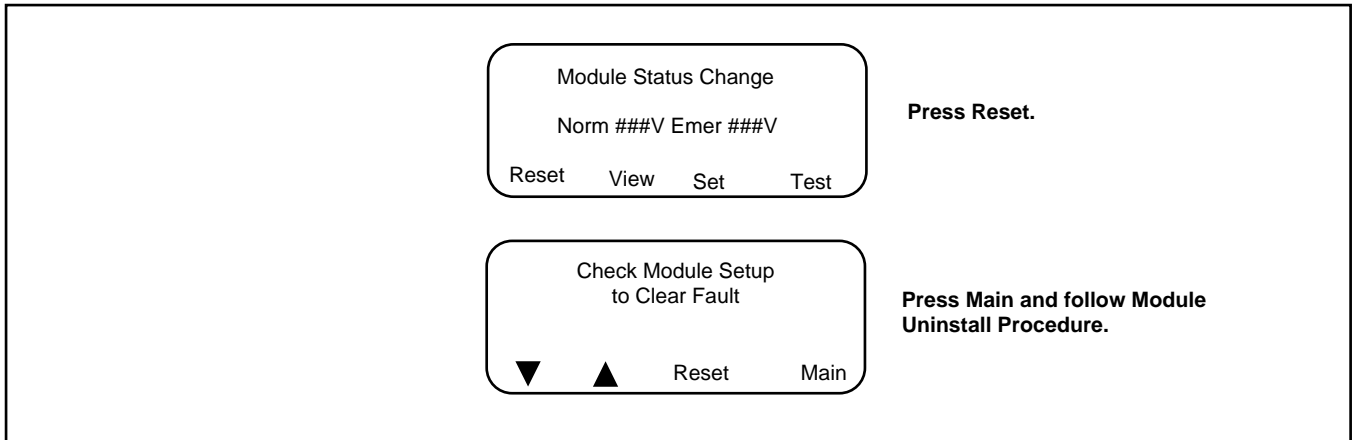 Module Status Change
Norm ###V Emer ###V
Reset View Set Test
Press Reset.
Check Module Setup
to Clear Fault
▼ ▲ Reset Main
Press Main and follow Module
Uninstall Procedure.